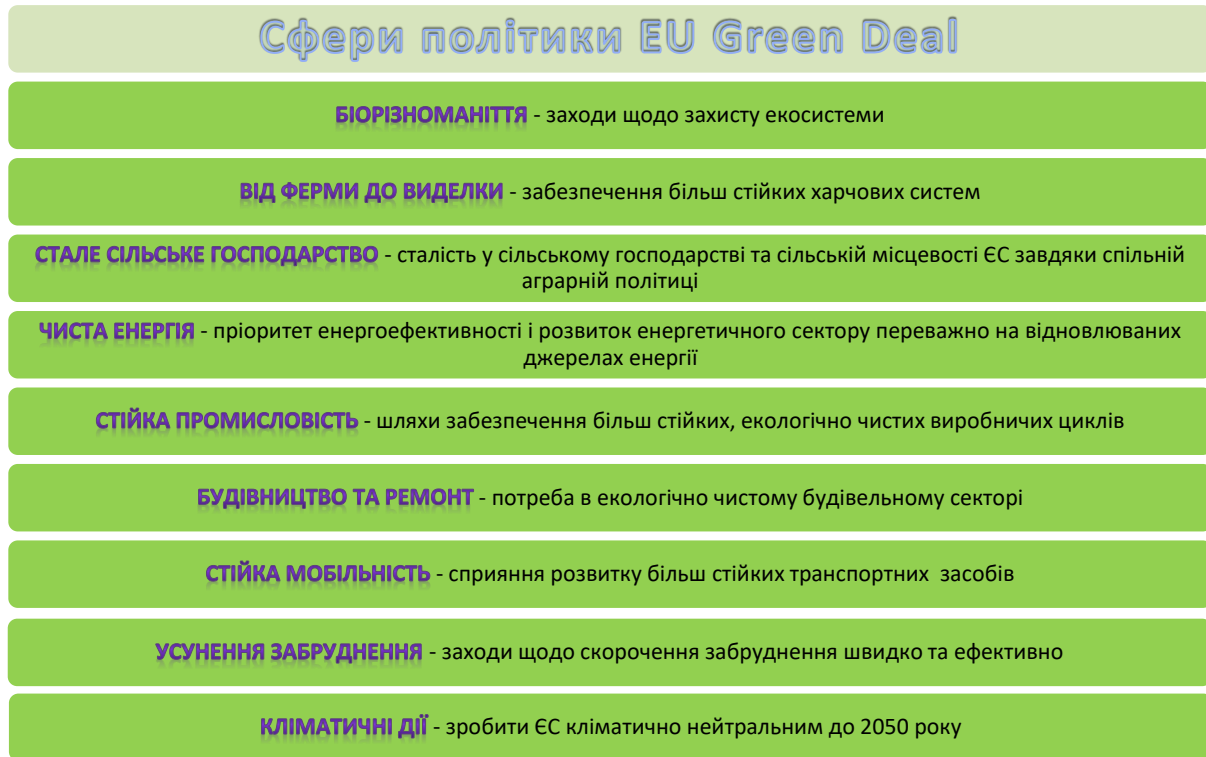 Сфери політики EU Green Deal
БІОРІЗНОМАНІТТЯ - заходи щодо захисту екосистеми
ВІД ФЕРМИ ДО ВИДЕЛКИ - забезпечення більш стійких харчових систем
СТАЛЕ СІЛЬСЬКЕ ГОСПОДАРСТВО - сталість у сільському господарстві та сільській місцевості ЄС завдяки спільній
аграрній політиці
ЧИСТА ЕНЕРГІЯ - пріоритет енергоефективності і розвиток енергетичного сектору переважно на відновлюваних
джерелах енергії
СТІЙКА ПРОМИСЛОВІСТЬ - шляхи забезпечення більш стійких, екологічно чистих виробничих циклів
БУДІВНИЦТВО ТА РЕМОНТ - потреба в екологічно чистому будівельному секторі
СТІЙКА МОБІЛЬНІСТЬ - сприяння розвитку більш стійких транспортних засобів
УСУНЕННЯ ЗАБРУДНЕННЯ - заходи щодо скорочення забруднення швидко та ефективно
КЛІМАТИЧНІ ДІЇ - зробити ЄС кліматично нейтральним до 2050 року